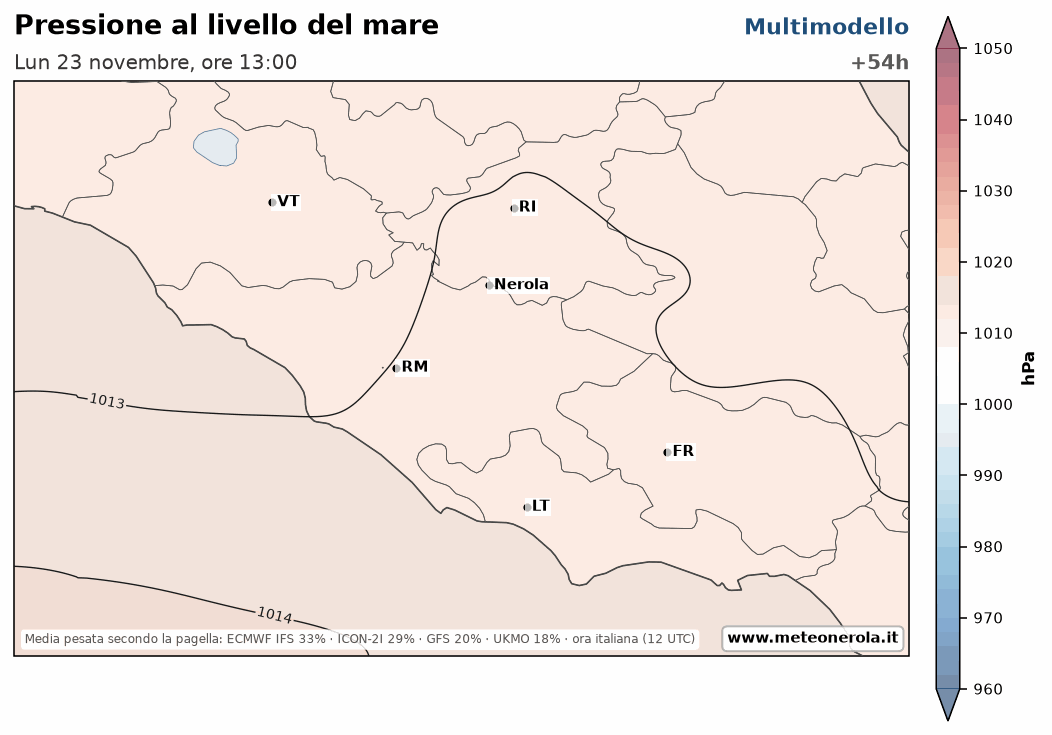 Pressione al livello del mare
Multimodello
Lun 23 novembre, ore 13:00
+54h
1050
1040
1030
1020
1010
1000
990
980
970
960
hPa
VT
RI
Nerola
RM
1013
FR
LT
1014
Media pesata secondo la pagella: ECMWF IFS 33% · ICON-2I 29% · GFS 20% · UKMO 18% · ora italiana (12 UTC)
www.meteonerola.it